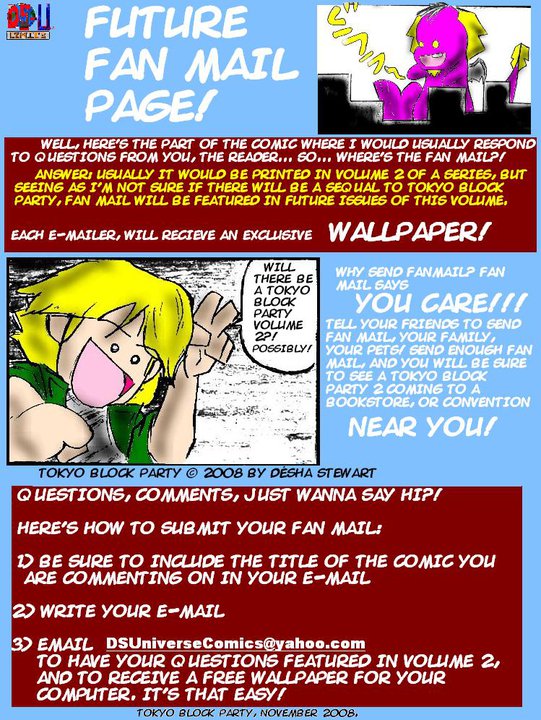 DS-U
COMICS
FUTURE
FAN MAIL
PAGE!
WELL, HERE'S THE PART OF THE COMIC WHERE I WOULD USUALLY RESPOND
TO QUESTIONS FROM YOU, THE READER... SO... WHERE'S THE FAN MAIL?!
ANSWER: USUALLY IT WOULD BE PRINTED IN VOLUME 2 OF A SERIES, BUT
SEEING AS I'M NOT SURE IF THERE WILL BE A SEQUAL TO TOKYO BLOCK
PARTY, FAN MAIL WILL BE FEATURED IN FUTURE ISSUES OF THIS VOLUME.
EACH E-MAILER, WILL RECIEVE AN EXCLUSIVE WALLPAPER!
WILL
THERE BE
A TOKYO
BLOCK
PARTY
VOLUME
2?!
POSSIBLY!
WHY SEND FANMAIL? FAN
MAIL SAYS
YOU CARE!!!
TELL YOUR FRIENDS TO SEND
FAN MAIL, YOUR FAMILY,
YOUR PETS! SEND ENOUGH FAN
MAIL, AND YOU WILL BE SURE
TO SEE A TOKYO BLOCK
PARTY 2 COMING TO A
BOOKSTORE, OR CONVENTION
NEAR YOU!
TOKYO BLOCK PARTY © 2008 BY DESHA STEWART
QUESTIONS, COMMENTS, JUST WANNA SAY HI?!
HERE'S HOW TO SUBMIT YOUR FAN MAIL:
1) BE SURE TO INCLUDE THE TITLE OF THE COMIC YOU
ARE COMMENTING ON IN YOUR E-MAIL
2) WRITE YOUR E-MAIL
3) EMAIL DSUniverseComics@yahoo.com
TO HAVE YOUR QUESTIONS FEATURED IN VOLUME 2,
AND TO RECEIVE A FREE WALLPAPER FOR YOUR
COMPUTER. IT'S THAT EASY!
TOKYO BLOCK PARTY, NOVEMBER 2008.